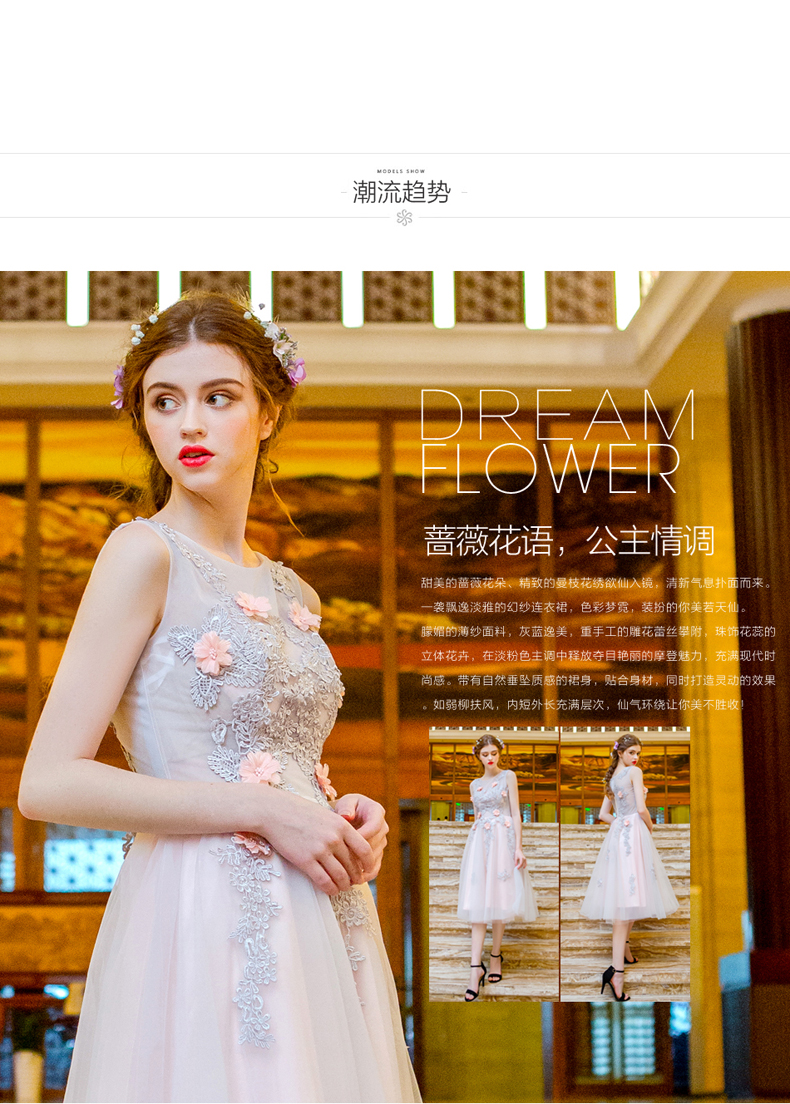 MODELS SHOW
潮流趋势
DREAM
FLOWER
蔷薇花语，公主情调
甜美的蔷薇花朵、精致的曼枝花绣欲仙入镜，清新气息扑面而来。
一袭飘逸淡雅的幻纱连衣裙，色彩梦霓，装扮的你美若天仙。
朦媚的薄纱面料，灰蓝逸美，重手工的雕花蕾丝攀附，珠饰花蕊的
立体花卉，在淡粉色主调中释放夺目艳丽的摩登魅力，充满现代时
尚感。带有自然垂坠质感的裙身，贴合身材，同时打造灵动的效果
。如弱柳扶风，内短外长充满层次，仙气环绕让你美不胜收！